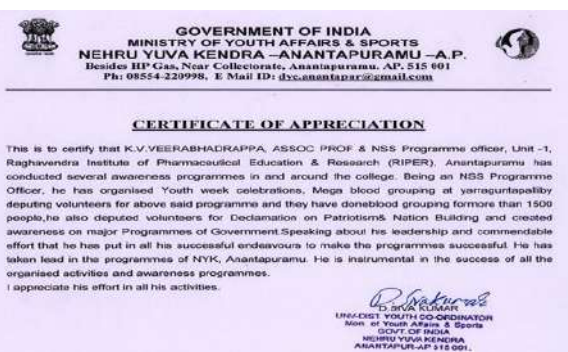 GOVERNMENT OF INDIA
MINISTRY OF YOUTH AFFAIRS & SPORTS
NEHRU YUVA KENDRA –ANANTAPURAMU –A.P.
Besides HP Gas, Near Collectorate, Anantapuramu. AP. 515 001
Ph: 08554-220998, E Mail ID: dyc.anantapur@gmail.com
CERTIFICATE OF APPRECIATION
This is to certify that K.V.VEERABHADRAPPA, ASSOC PROF & NSS Programme officer, Unit -1,
Raghavendra Institute of Pharmaceutical Education & Research (RIPER), Anantapuramu has
conducted several awareness programmes in and around the college. Being an NSS Programme
Officer, he has organised Youth week celebrations, Mega blood grouping at yarraguntapalliby
deputing volunteers for above said programme and they have doneblood grouping formore than 1500
people,he also deputed volunteers for Declamation on Patriotism& Nation Building and created
awareness on major Programmes of Government.Speaking about his leadership and commendable
effort that he has put in all his successful endeavours to make the programmes successful. He has
taken lead in the programmes of NYK, Anantapuramu. He is instrumental in the success of all the
organised activities and awareness programmes.
I appreciate his effort in all his activities.
D. SIVA KUMAR
UNV-DIST YOUTH CO-ORDINATOR
Min. of Youth Affairs & Sports
GOVT. OF INDIA
NEHRU YUVA KENDRA
ANANTAPUR-AP 515 001.